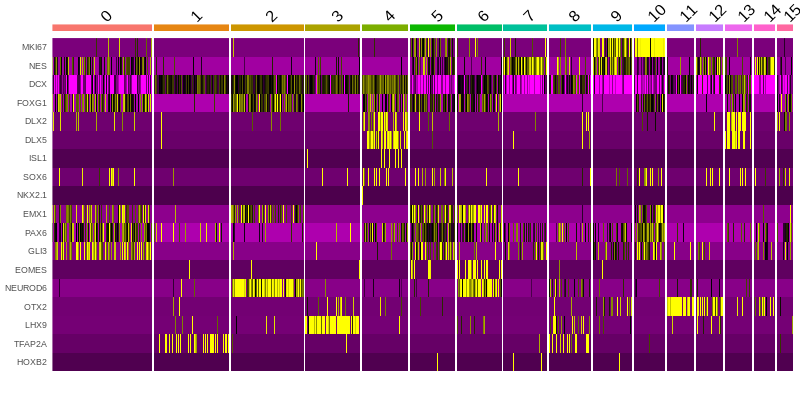 0 1 2 3 4 5 6 7 8 9 10 11 12 13 14 15
MKI67
NES
DCX
FOXG1
DLX2
DLX5
ISL1
SOX6
NKX2.1
EMX1
PAX6
GLI3
EOMES
NEUROD6
OTX2
LHX9
TFAP2A
HOXB2